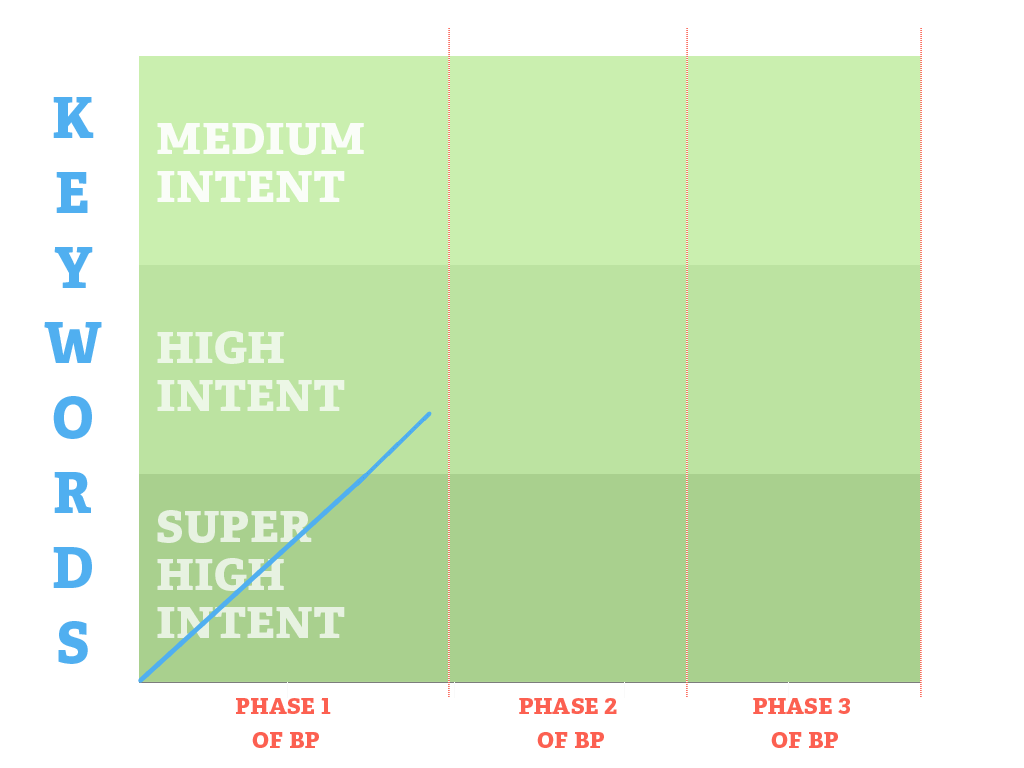 KEYWORDS
MEDIUM
INTENT
HIGH
INTENT
SUPER
HIGH
INTENT
PHASE 1
OF BP
PHASE 2
OF BP
PHASE 3
OF BP